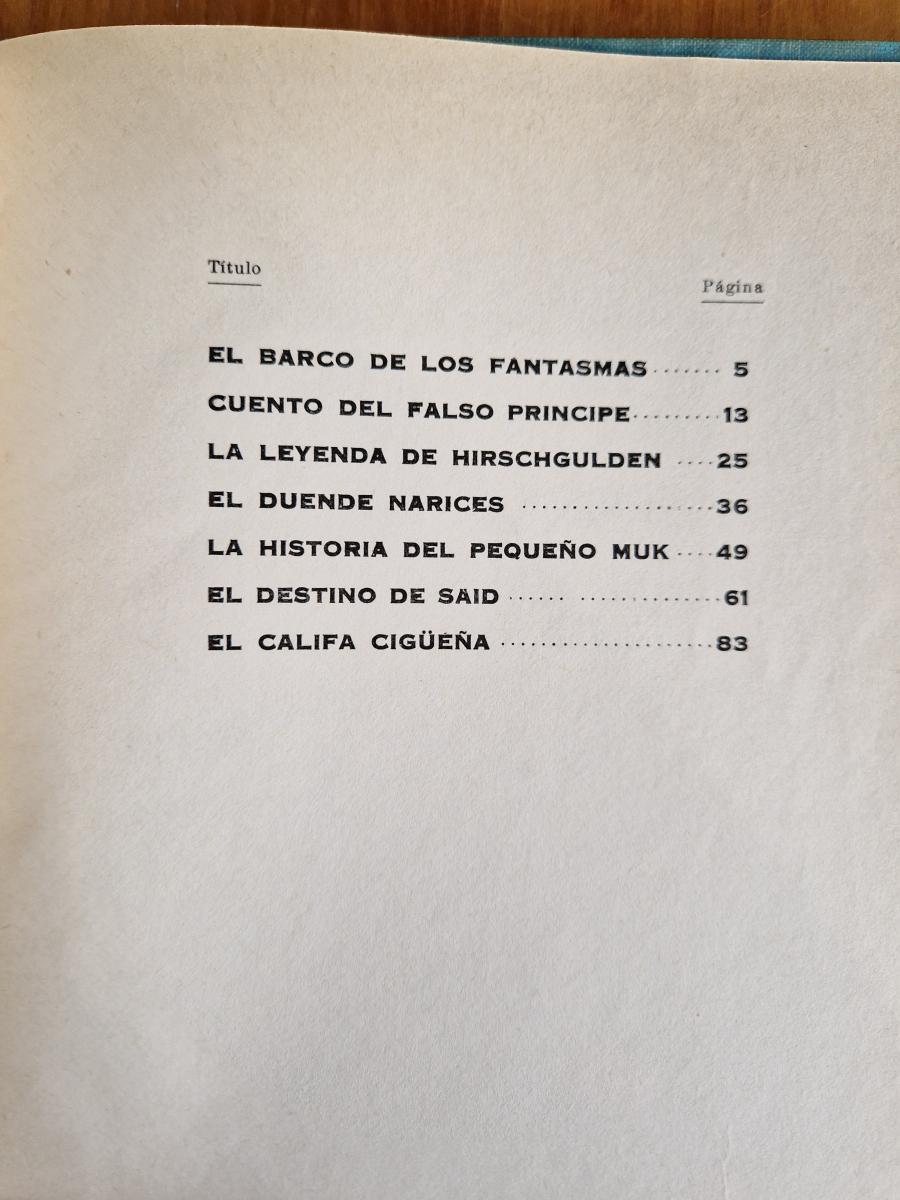 Título
Página
EL BARCO DE LOS FANTASMAS ....... 5
CUENTO DEL FALSO PRINCIPE ......... 13
LA LEYENDA DE HIRSCHGULDEN .... 25
EL DUENDE NARICES ................... 36
LA HISTORIA DEL PEQUEÑO MUK .... 49
EL DESTINO DE SAID ...... .............. 61
EL CALIFA CIGÜEÑA ..................... 83